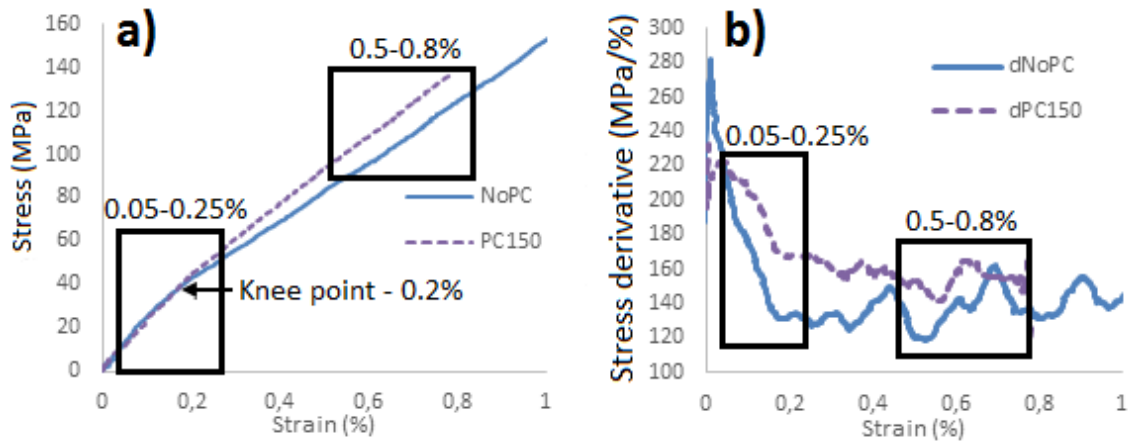 a)
160
140
120
100
80
60
40
20
0
Stress (MPa)
0.5-0.8%
0.05-0.25%
Knee point - 0.2%
NoPC
PC150
0 0,2 0,4 0,6 0,8 1
Strain (%)
b)
300
280
260
240
220
200
180
160
140
120
100
Stress derivative (MPa/%)
dNoPC
dPC150
0.05-0.25%
0.5-0.8%
0 0,2 0,4 0,6 0,8 1
Strain (%)